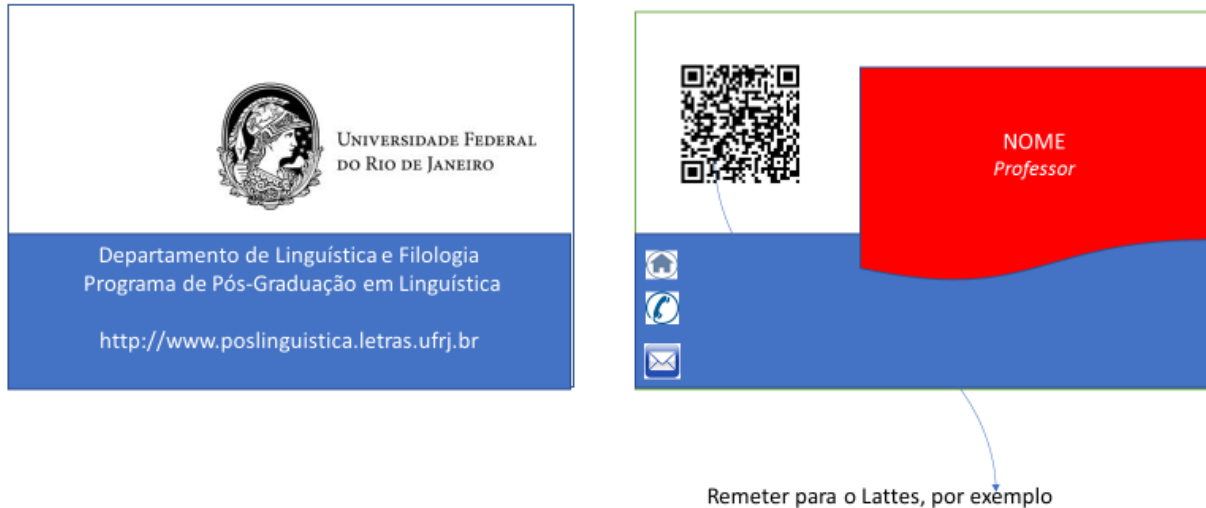 UNIVERSIDADE FEDERAL
DO RIO DE JANEIRO
Departamento de Linguística e Filologia
Programa de Pós-Graduação em Linguística
http://www.poslinguistica.letras.ufrj.br
NOME
Professor
Remeter para o Lattes, por exemplo